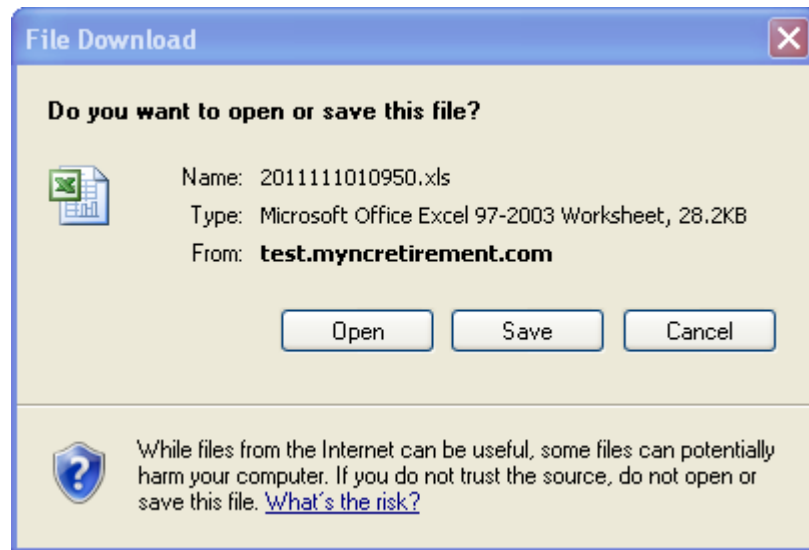 File Download
Do you want to open or save this file?
Name: 2011111010950.xls
Type: Microsoft Office Excel 97-2003 Worksheet, 28.2KB
From: test.myncretirement.com
Open Save Cancel
While files from the Internet can be useful, some files can potentially
harm your computer. If you do not trust the source, do not open or
save this file. What's the risk?